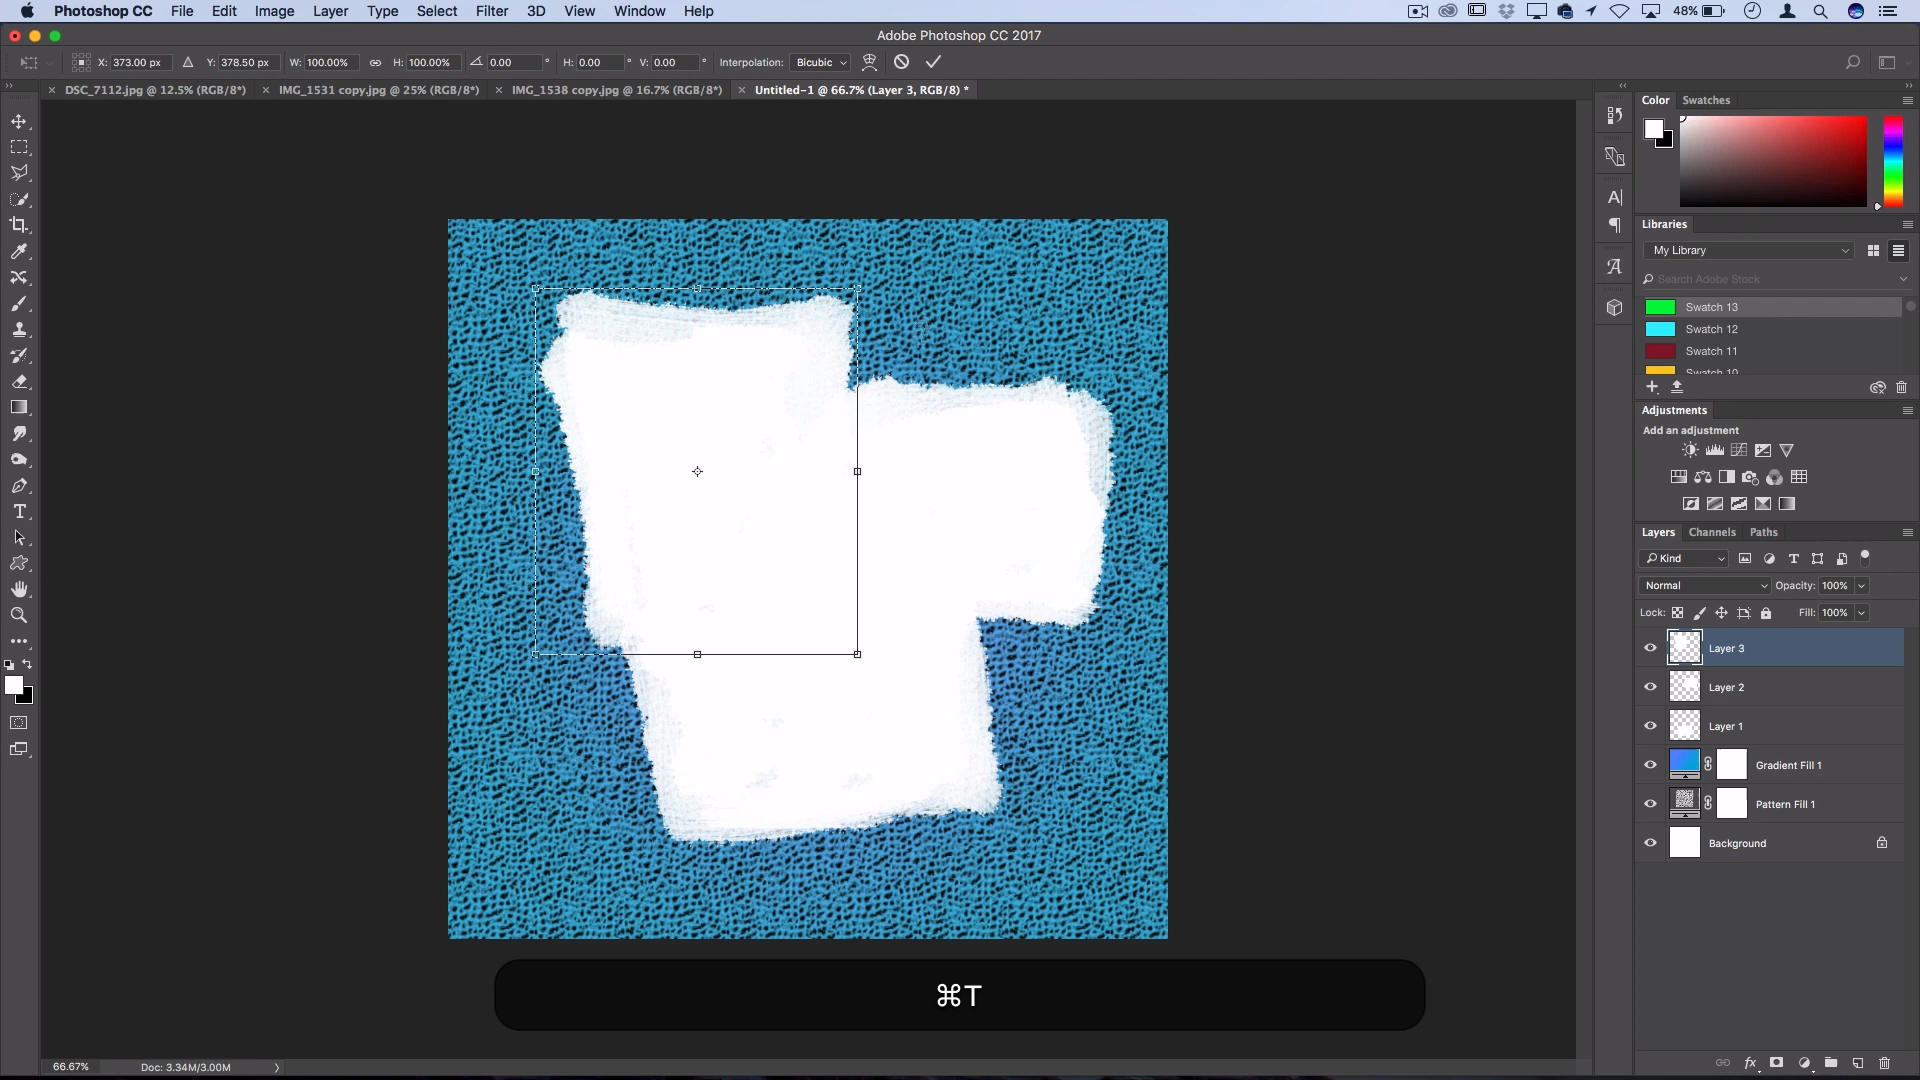 Photoshop CC File Edit Image Layer Type Select Filter 3D View Window Help 48%
Adobe Photoshop CC 2017
X: 373.00 px Y: 378.50 px W: 100.00% H: 100.00% 0.00 ° H: 0.00 ° V: 0.00 ° Interpolation: Bicubic
DSC_7112.jpg @ 12.5% (RGB/8*) IMG_1531 copy.jpg @ 25% (RGB/8*) IMG_1538 copy.jpg @ 16.7% (RGB/8*) Untitled-1 @ 66.7% (Layer 3, RGB/8) *
Color Swatches
Libraries
My Library
Search Adobe Stock
Swatch 13
Swatch 12
Swatch 11
Swatch 10
Adjustments
Add an adjustment
Layers Channels Paths
Kind
Normal Opacity: 100%
Lock: Fill: 100%
Layer 3
Layer 2
Layer 1
Gradient Fill 1
Pattern Fill 1
Background
⌘T
66.67% Doc: 3.34M/3.00M